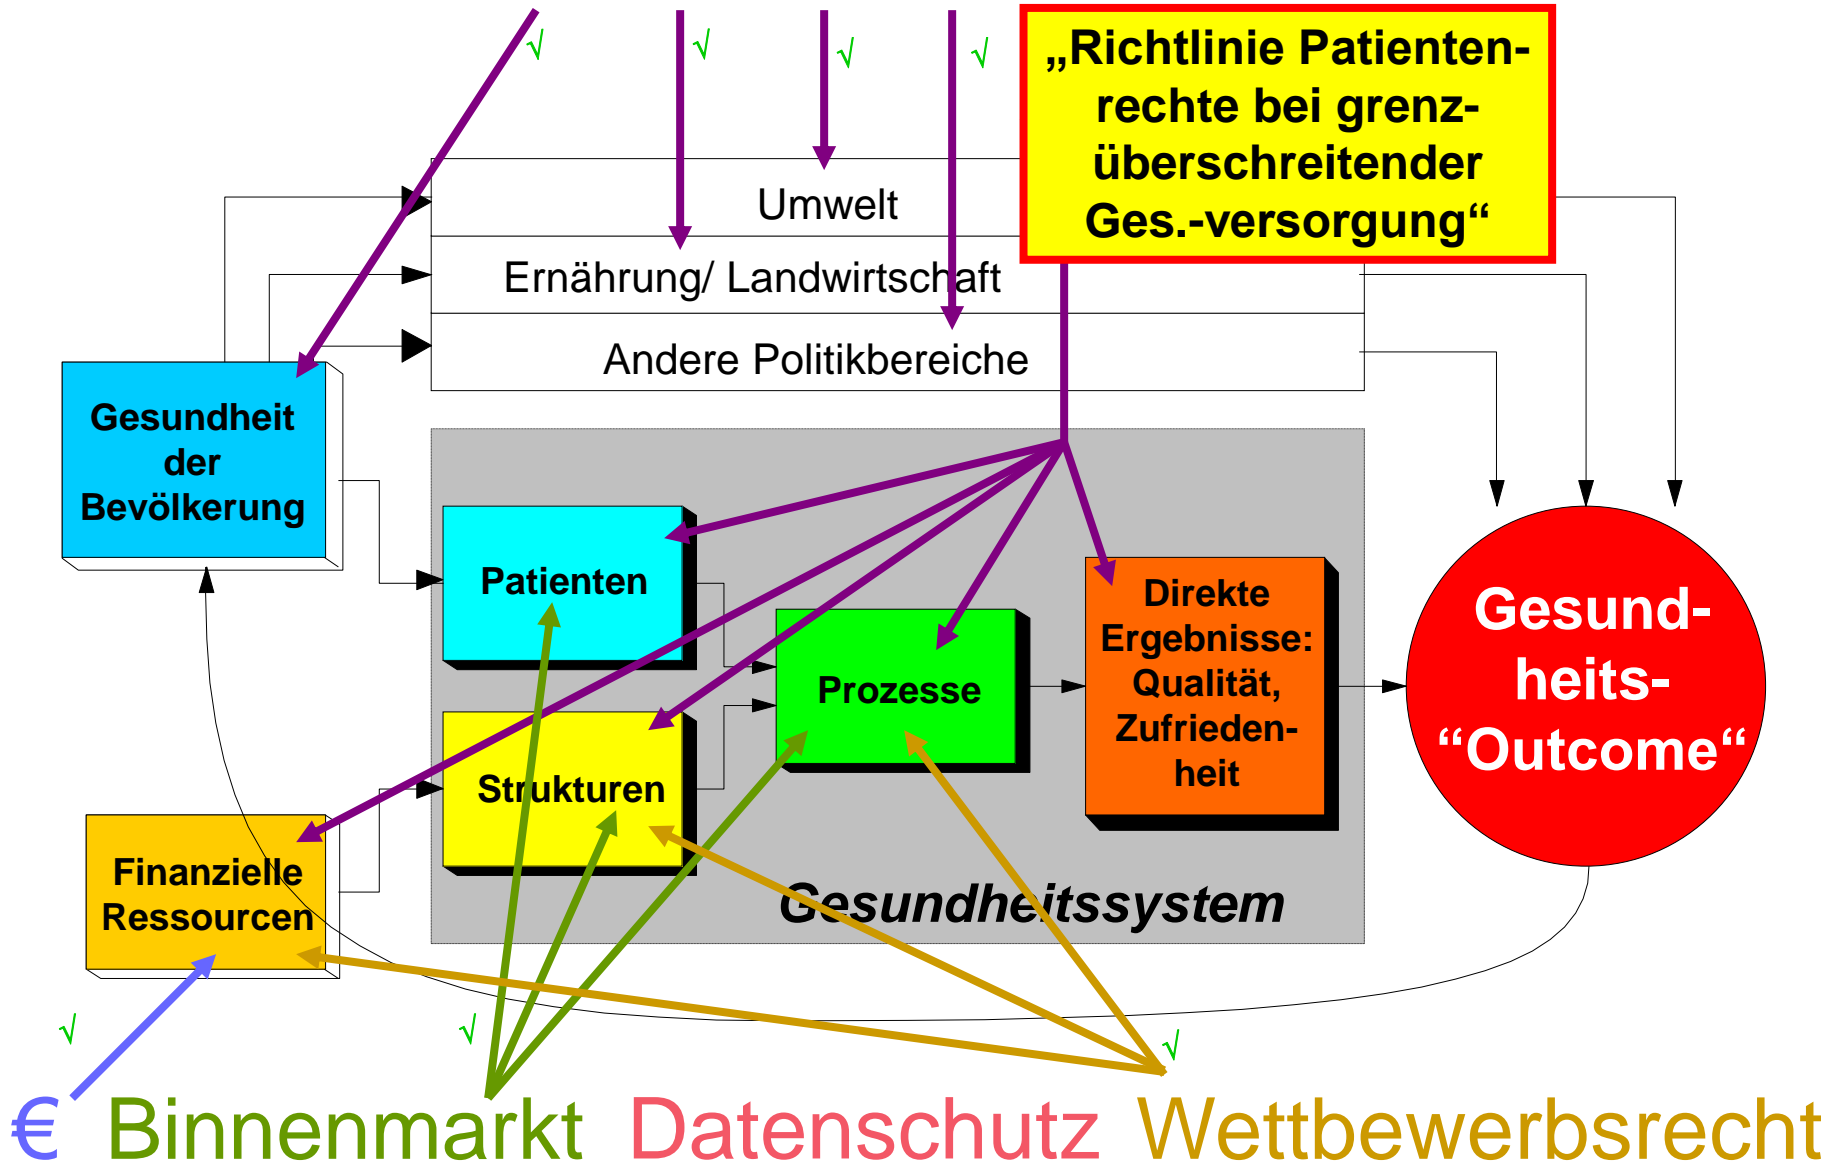 √ √ √ √
„Richtlinie Patienten-
rechte bei grenz-
überschreitender
Ges.-versorgung“
Umwelt
Ernährung/ Landwirtschaft
Andere Politikbereiche
Gesundheit
der
Bevölkerung
Patienten
Strukturen
Prozesse
Direkte
Ergebnisse:
Qualität,
Zufrieden-
heit
Gesund-
heits-
“Outcome“
Finanzielle
Ressourcen
Gesundheitssystem
√ √ √
€ Binnenmarkt Datenschutz Wettbewerbsrecht